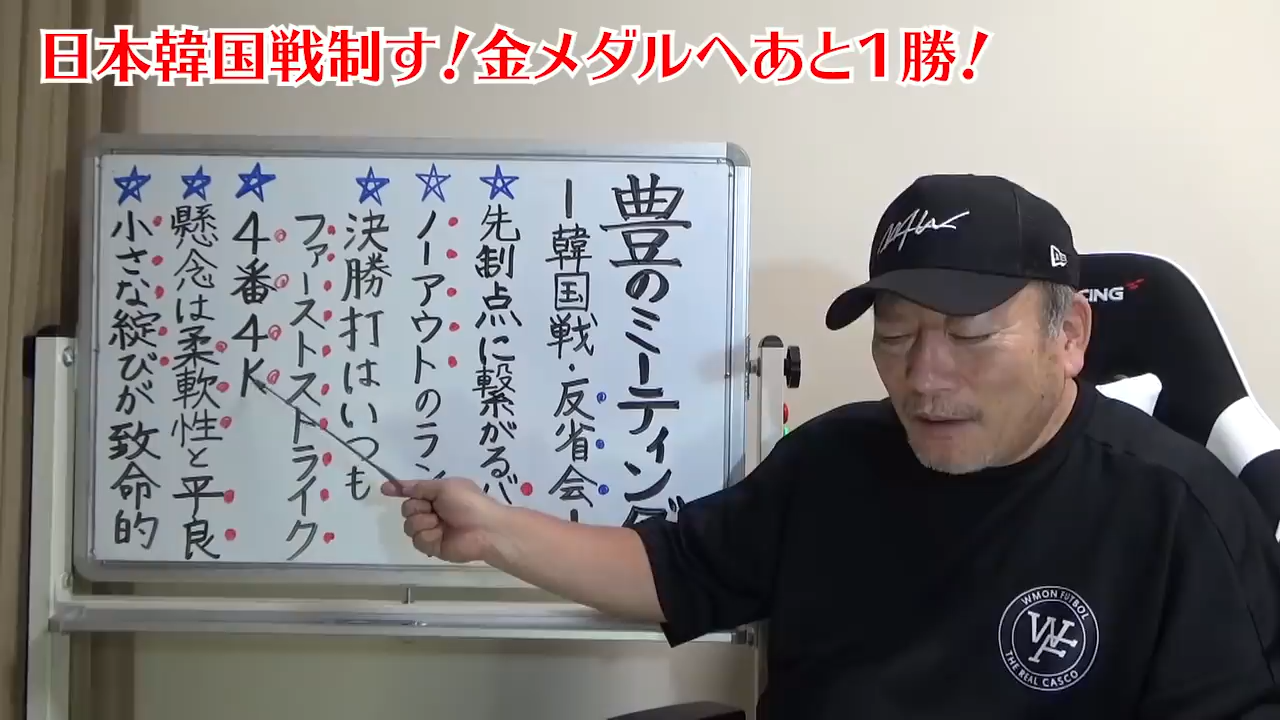 日本韓国戦制す！金メダルへあと1勝！
豊のミーティング
ー韓国戦・反省会ー
先制点に繋がるバ
ノーアウトのラン
決勝打はいつも
ファーストストライク
4番4K
懸念は柔軟性と平良
小さな綻びが致命的
CING
WMON FUTBOL
THE REAL CASCO